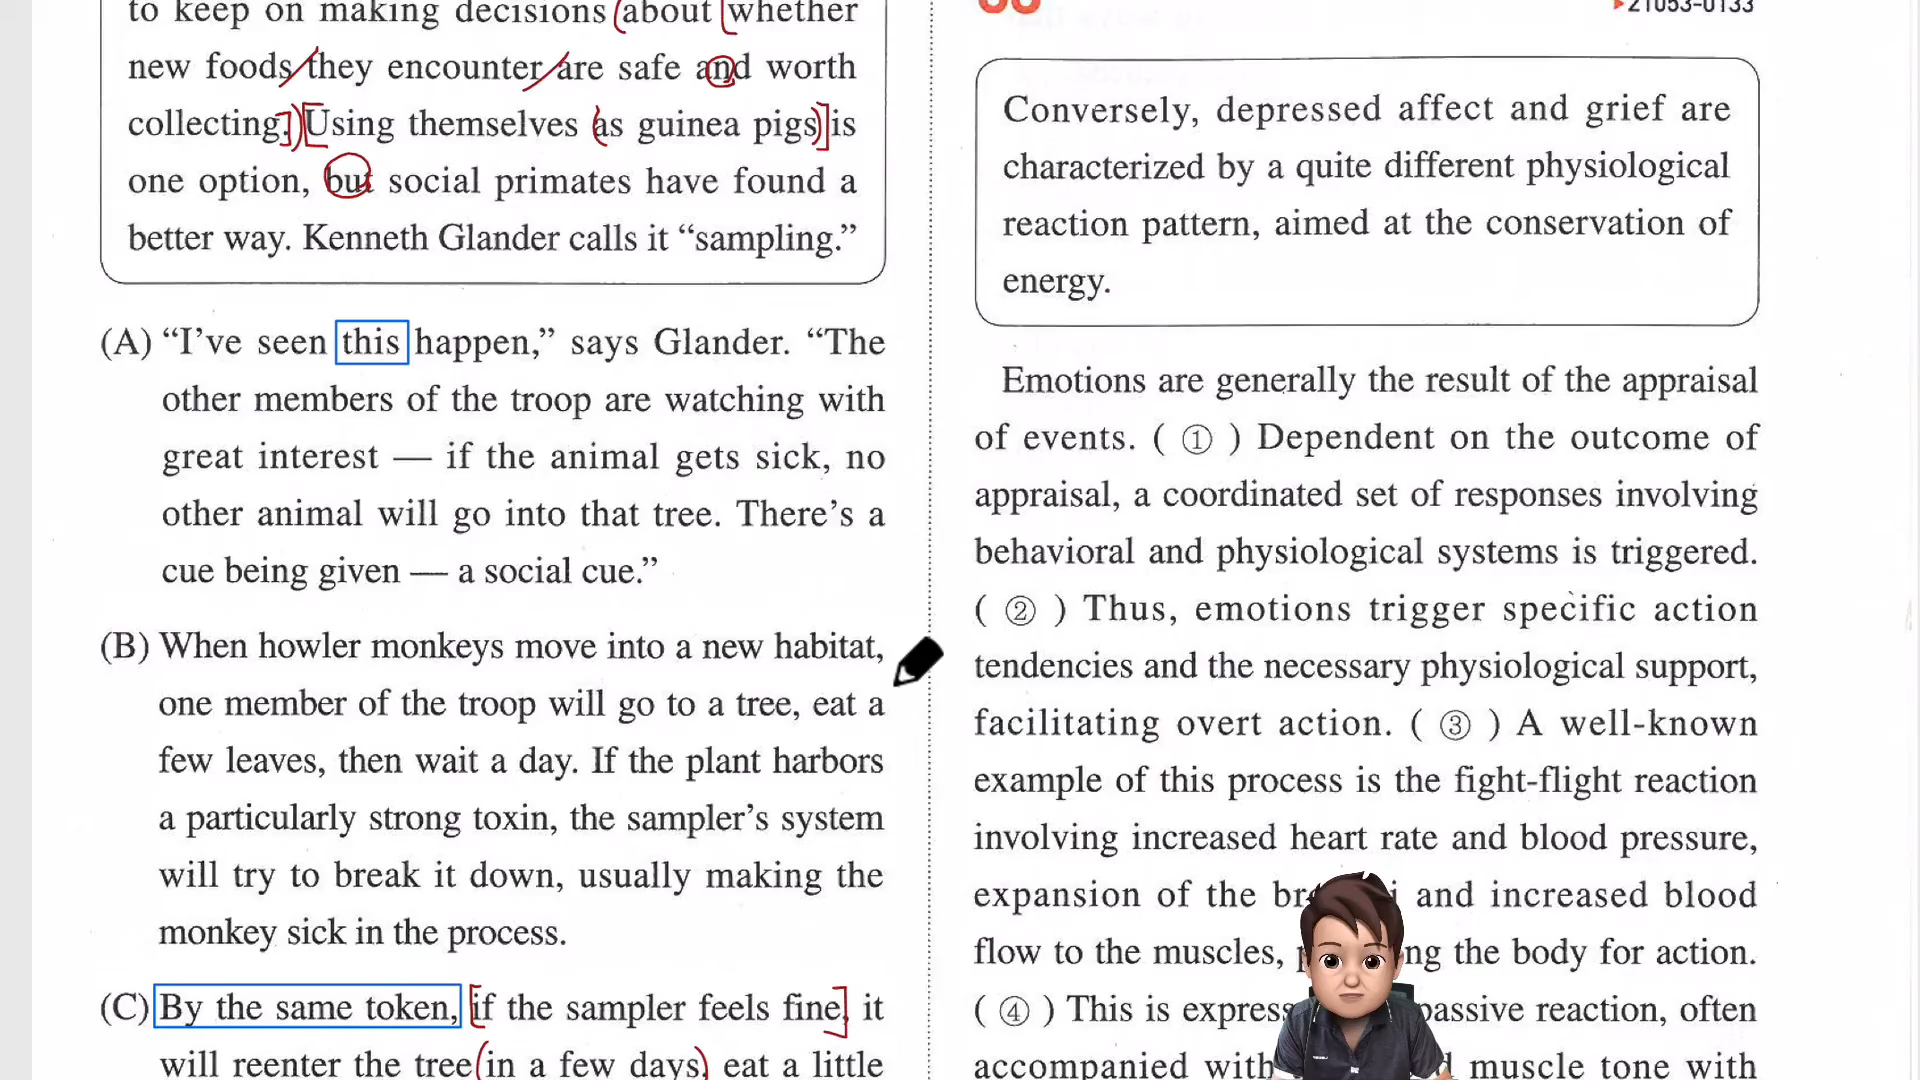 to keep on making decisions (about [whether
new foods/they encounter/are safe and worth
collecting.]) [Using themselves (as guinea pigs)] is
one option, but social primates have found a
better way. Kenneth Glander calls it “sampling.”
(A) “I’ve seen this happen,” says Glander. “The
other members of the troop are watching with
great interest — if the animal gets sick, no
other animal will go into that tree. There’s a
cue being given — a social cue.”
(B) When howler monkeys move into a new habitat,
one member of the troop will go to a tree, eat a
few leaves, then wait a day. If the plant harbors
a particularly strong toxin, the sampler’s system
will try to break it down, usually making the
monkey sick in the process.
(C) By the same token, [if the sampler feels fine,] it
will reenter the tree (in a few days,) eat a little
21053-0133
Conversely, depressed affect and grief are
characterized by a quite different physiological
reaction pattern, aimed at the conservation of
energy.
Emotions are generally the result of the appraisal
of events. ( ① ) Dependent on the outcome of
appraisal, a coordinated set of responses involving
behavioral and physiological systems is triggered.
( ② ) Thus, emotions trigger specific action
tendencies and the necessary physiological support,
facilitating overt action. ( ③ ) A well-known
example of this process is the fight-flight reaction
involving increased heart rate and blood pressure,
expansion of the and increased blood
flow to the muscles, the body for action.
( ④ ) This is passive reaction, often
accompanied with muscle tone with